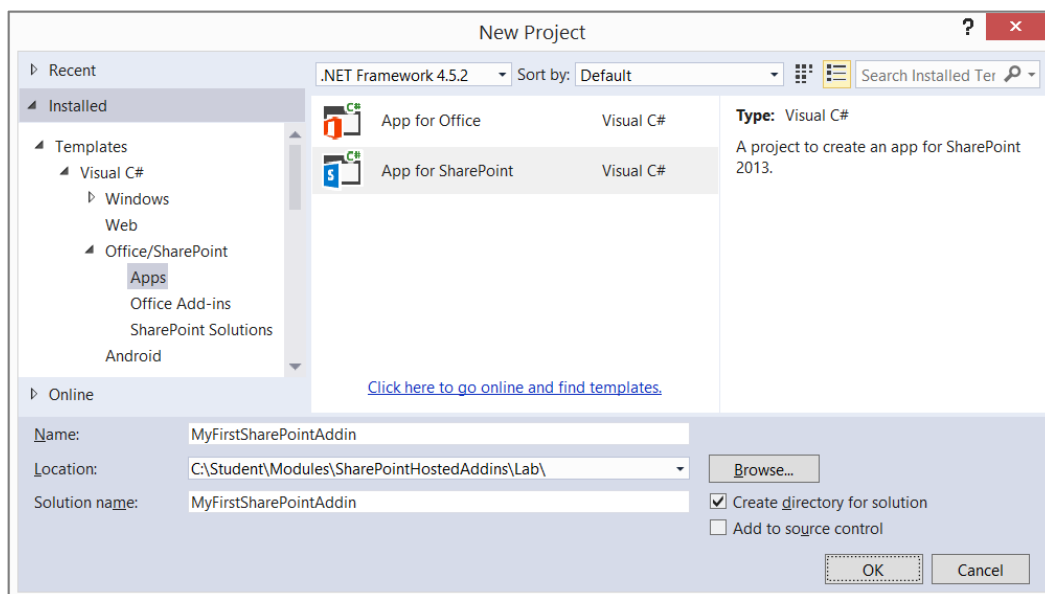 New Project
?
Recent
.NET Framework 4.5.2
Sort by:
Default
Search Installed Ter
Installed
Templates
Visual C#
Windows
Web
Office/SharePoint
Apps
Office Add-ins
SharePoint Solutions
Android
Online
C#
App for Office
Visual C#
C#
S
App for SharePoint
Visual C#
Click here to go online and find templates.
Type: Visual C#
A project to create an app for SharePoint
2013.
Name:
MyFirstSharePointAddin
Location:
C:\Student\Modules\SharePointHostedAddins\Lab\
Browse...
Solution name:
MyFirstSharePointAddin
Create directory for solution
Add to source control
OK
Cancel